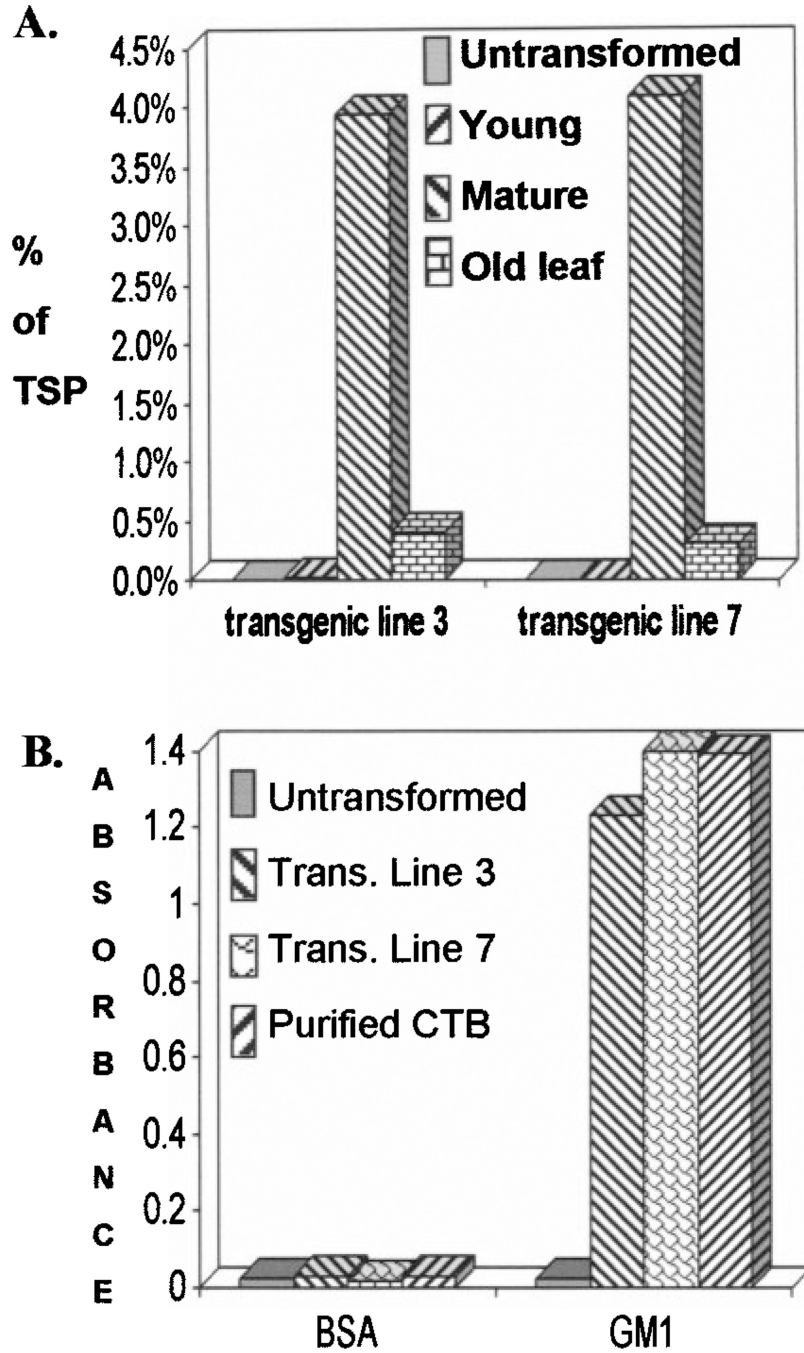 A.
4.5%
4.0%
3.5%
3.0%
2.5%
2.0%
1.5%
1.0%
0.5%
0.0%
%
of
TSP
Untransformed
Young
Mature
Old leaf
transgenic line 3
transgenic line 7
B.
ABSORBANCE
1.4
1.2
1
0.8
0.6
0.4
0.2
0
Untransformed
Trans. Line 3
Trans. Line 7
Purified CTB
BSA
GM1